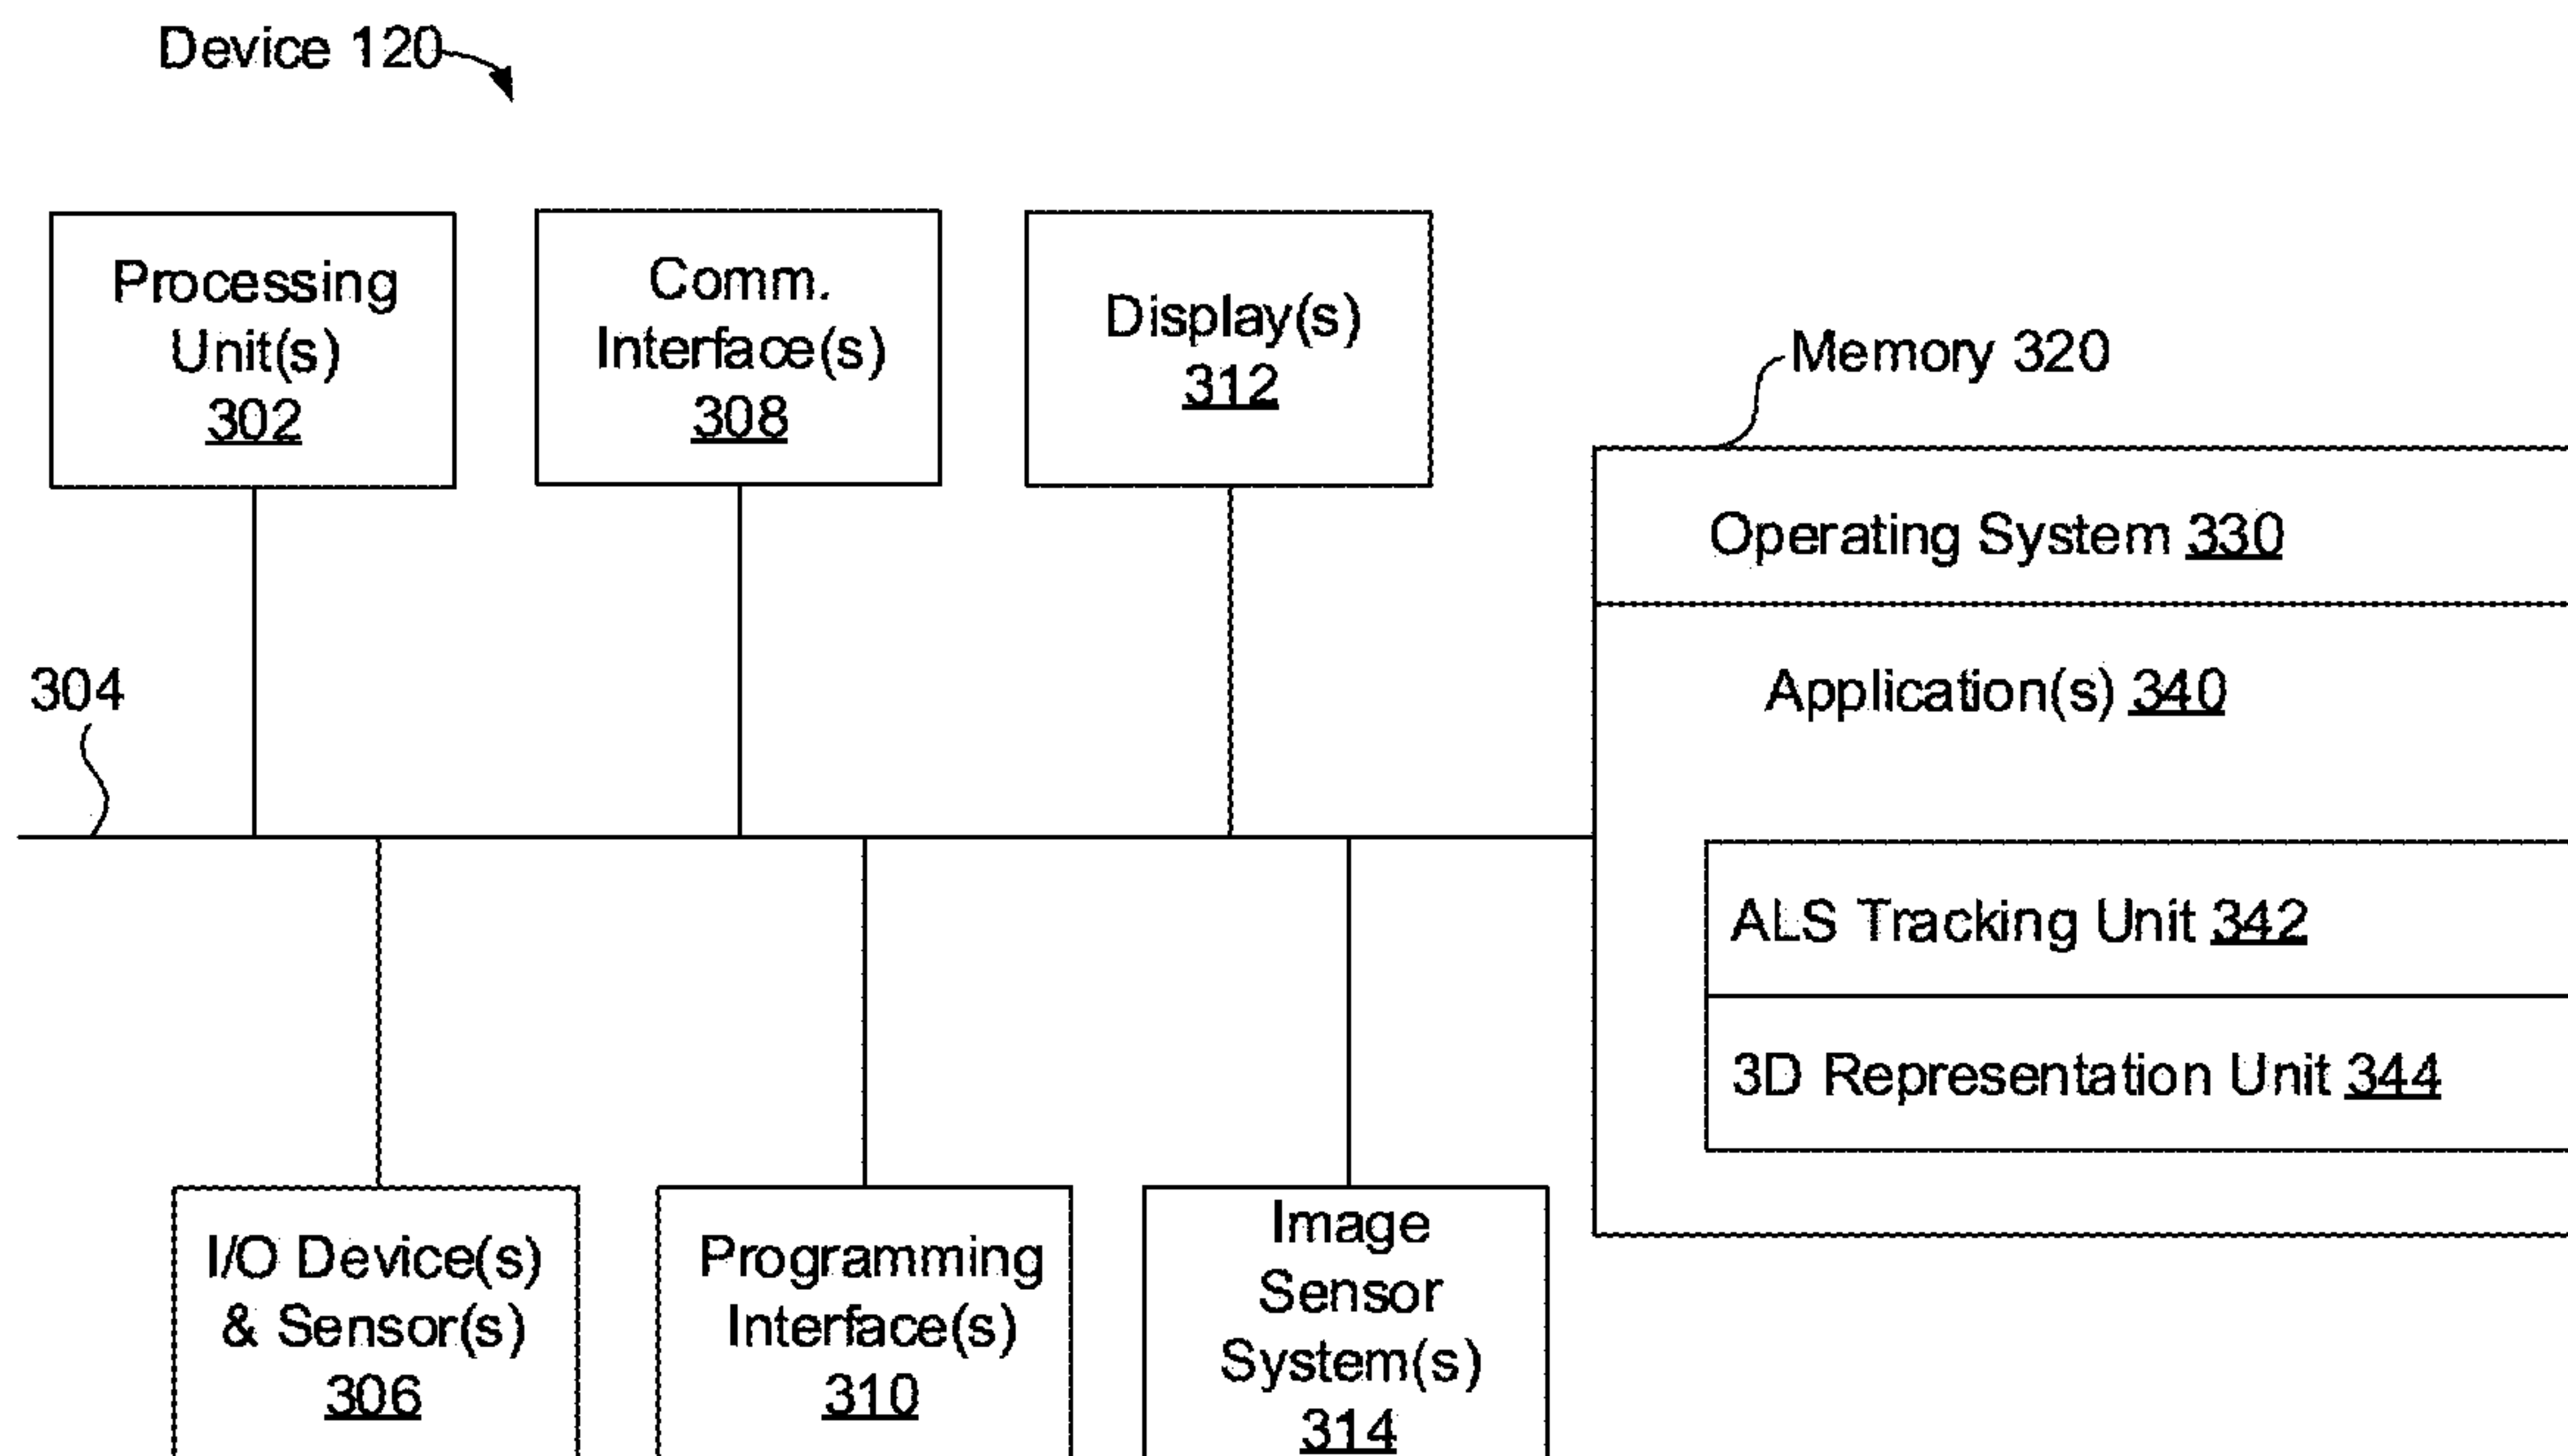 Device 120
Processing
Unit(s)
302
Comm.
Interface(s)
308
Display(s)
312
Memory 320
Operating System 330
Application(s) 340
ALS Tracking Unit 342
3D Representation Unit 344
304
I/O Device(s)
& Sensor(s)
306
Programming
Interface(s)
310
Image
Sensor
System(s)
314